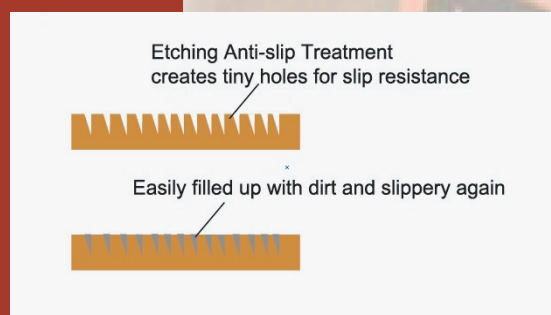 Etching Anti-slip Treatment
creates tiny holes for slip resistance
Easily filled up with dirt and slippery again